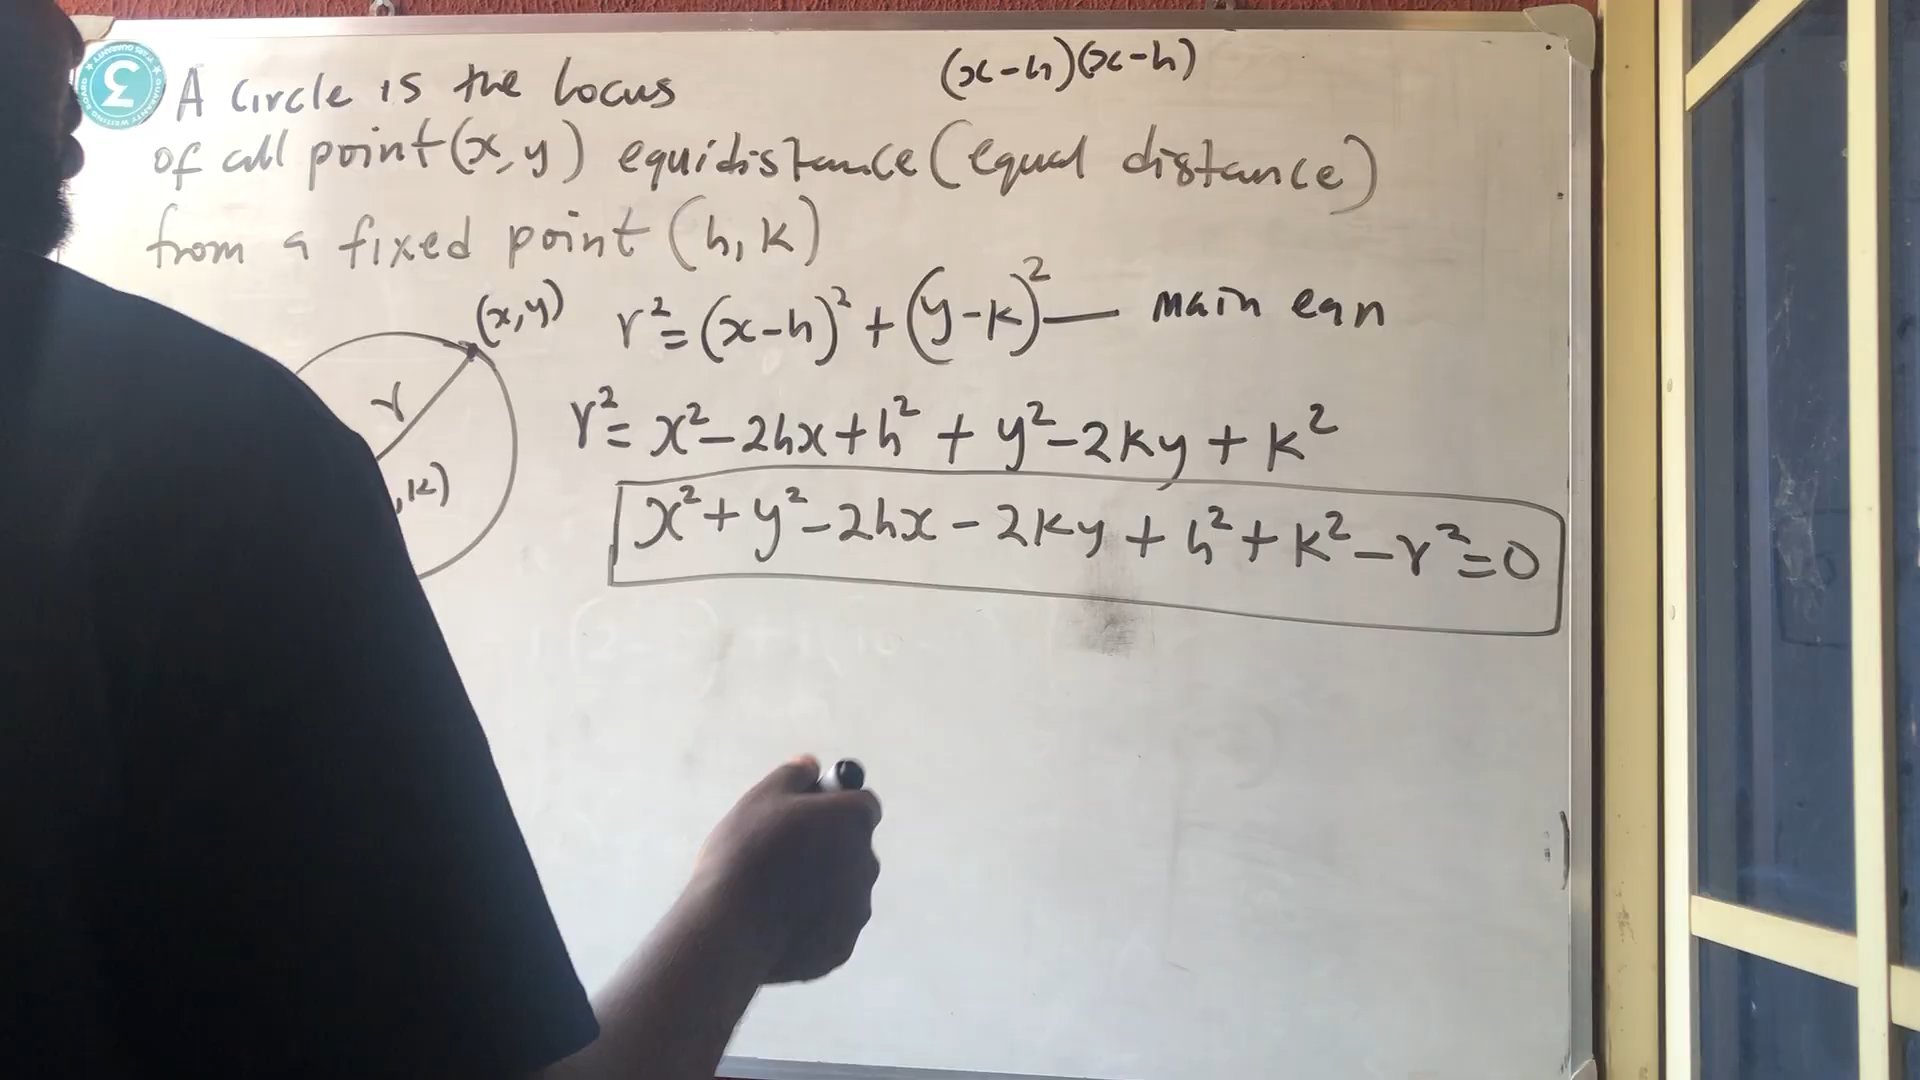 (x-h)(x-h)
A circle is the locus
of all point (x, y) equidistance (equal distance)
from a fixed point (h, k)
(x, y)
r² = (x-h)² + (y-k)² — main eqn
r
r² = x² - 2hx + h² + y² - 2ky + k²
, k)
x² + y² - 2hx - 2ky + h² + k² - r² = 0